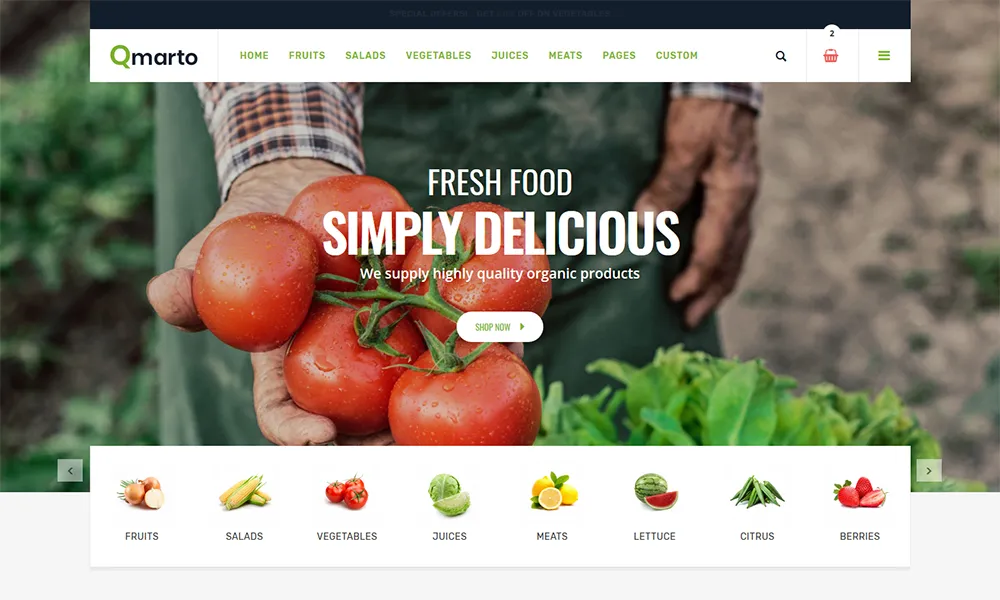 2
Qmarto HOME FRUITS SALADS VEGETABLES JUICES MEATS PAGES CUSTOM
FRESH FOOD
SIMPLY DELICIOUS
We supply highly quality organic products
SHOP NOW
FRUITS SALADS VEGETABLES JUICES MEATS LETTUCE CITRUS BERRIES